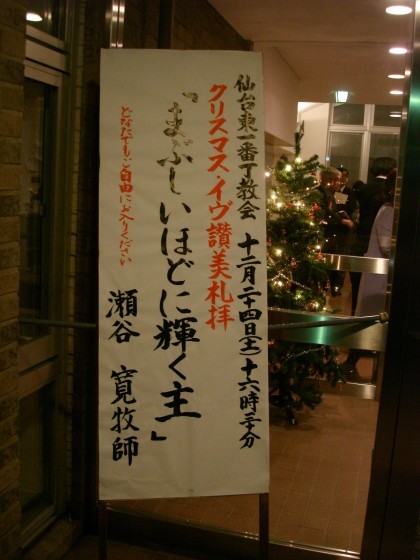 仙台東一番丁教会 十二月二十四日(土)十六時三十分
クリスマス・イヴ讃美礼拝
「まぶしいほどに輝く主」
どなたでもご自由にお入りください
瀬谷 寛牧師